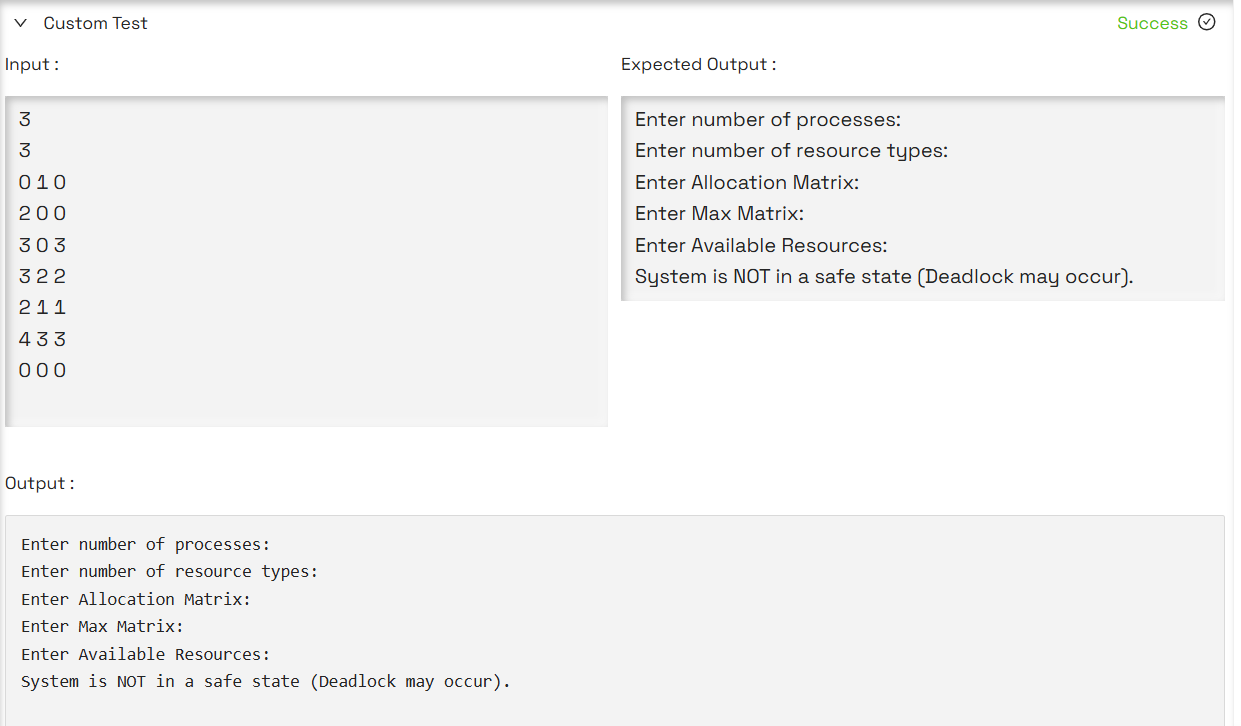 Custom Test
Success
Input :
Expected Output :
3
3
0 1 0
2 0 0
3 0 3
3 2 2
2 1 1
4 3 3
0 0 0
Enter number of processes:
Enter number of resource types:
Enter Allocation Matrix:
Enter Max Matrix:
Enter Available Resources:
System is NOT in a safe state (Deadlock may occur).
Output :
Enter number of processes:
Enter number of resource types:
Enter Allocation Matrix:
Enter Max Matrix:
Enter Available Resources:
System is NOT in a safe state (Deadlock may occur).